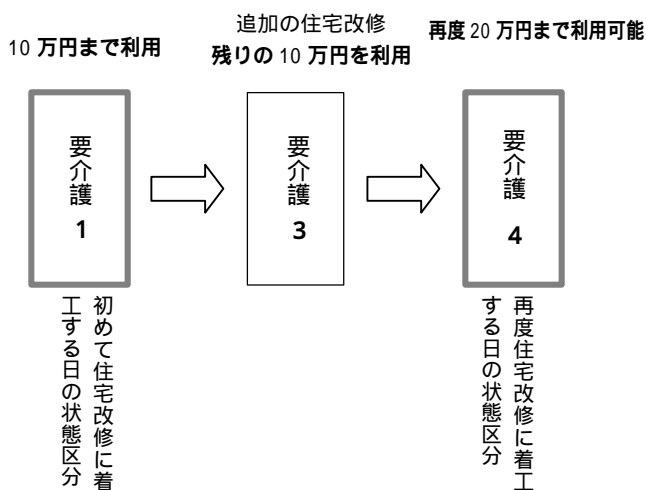 10 万円まで利用
追加の住宅改修
残りの 10 万円を利用
再度 20 万円まで利用可能
要介護 1
要介護 3
要介護 4
初めて住宅改修に着
工する日の状態区分
再度住宅改修に着工
する日の状態区分